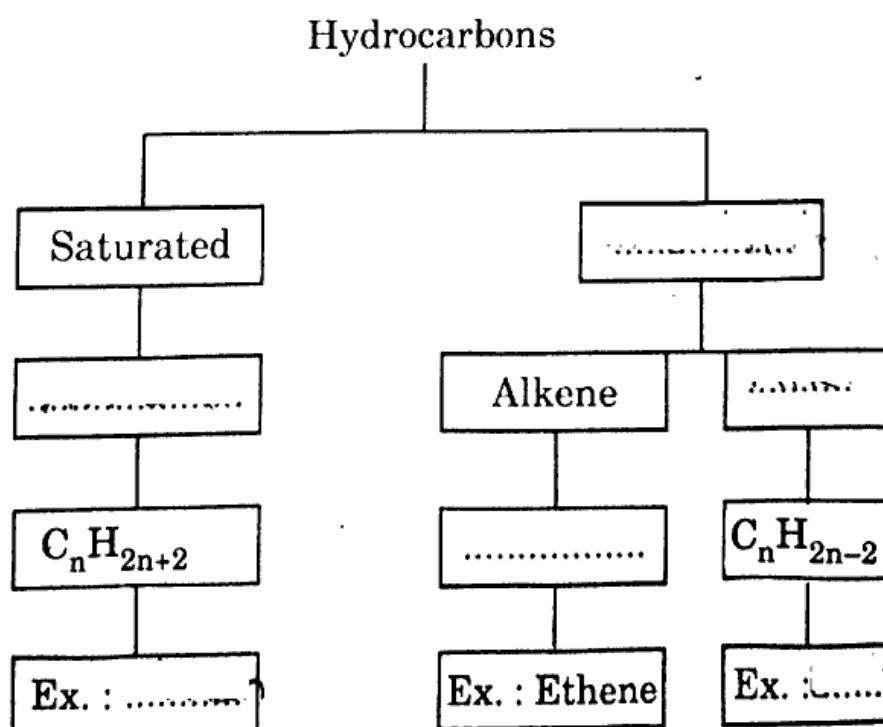 Hydrocarbons
Saturated
....................
....................
Alkene
..........
CₙH₂ₙ₊₂
..................
CₙH₂ₙ₋₂
Ex. : ............
Ex. : Ethene
Ex. : .......